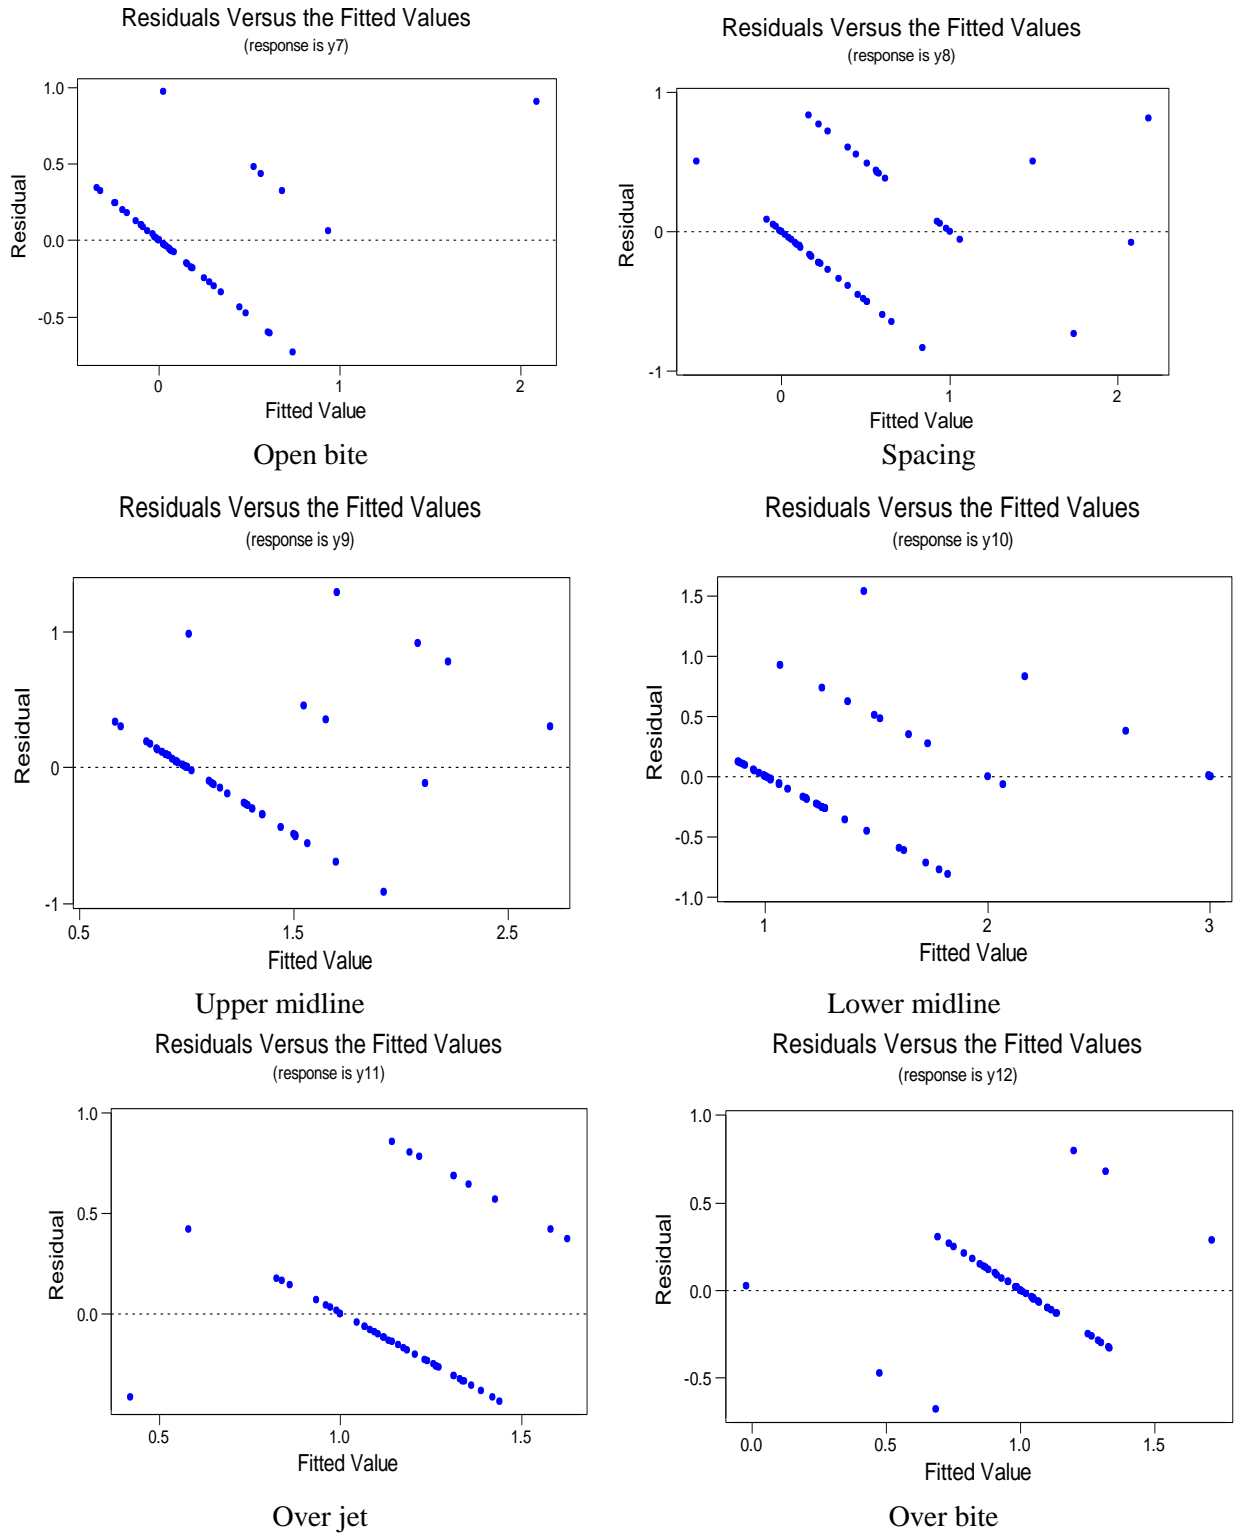 Residuals Versus the Fitted Values
(response is y7)
1.0
0.5
0.0
-0.5
Residual
0
1
2
Fitted Value
Open bite
Residuals Versus the Fitted Values
(response is y8)
1
0
-1
Residual
0
1
2
Fitted Value
Spacing
Residuals Versus the Fitted Values
(response is y9)
1
0
-1
Residual
0.5
1.5
2.5
Fitted Value
Upper midline
Residuals Versus the Fitted Values
(response is y10)
1.5
1.0
0.5
0.0
-0.5
-1.0
Residual
1
2
3
Fitted Value
Lower midline
Residuals Versus the Fitted Values
(response is y11)
1.0
0.5
0.0
Residual
0.5
1.0
1.5
Fitted Value
Over jet
Residuals Versus the Fitted Values
(response is y12)
1.0
0.5
0.0
-0.5
Residual
0.0
0.5
1.0
1.5
Fitted Value
Over bite